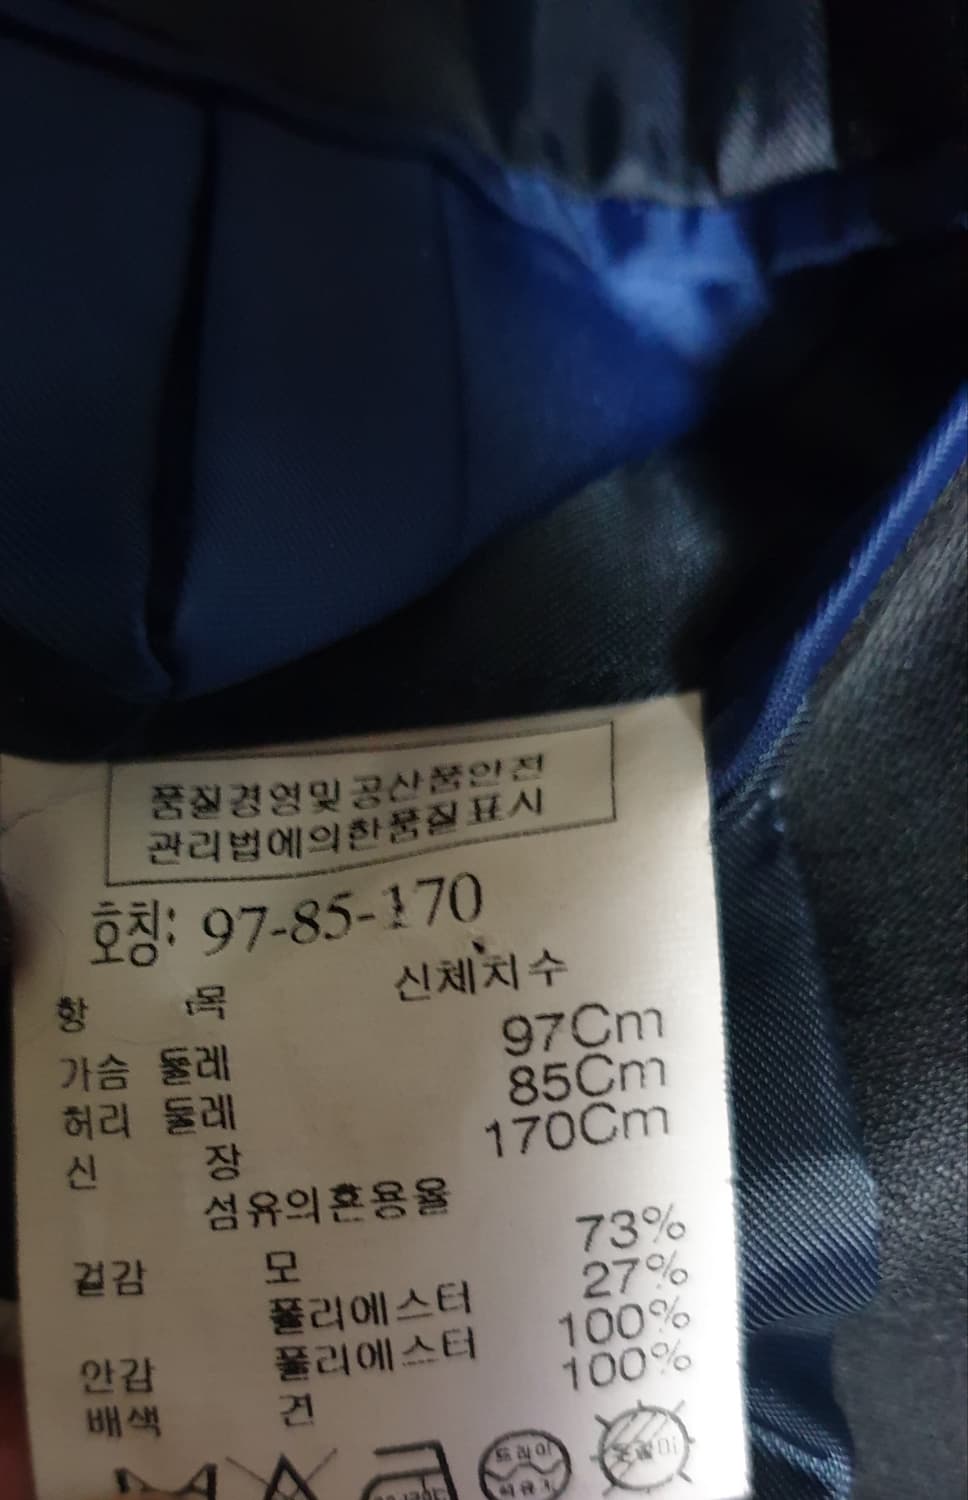 품질경영및공산품안전
관리법에의한품질표시
호칭: 97-85-170
항 목 신체치수
가슴 둘레 97Cm
허리 둘레 85Cm
신 장 170Cm
섬유의혼용율
겉감 모 73%
폴리에스터 27%
안감 폴리에스터 100%
배색 견 100%
드라이